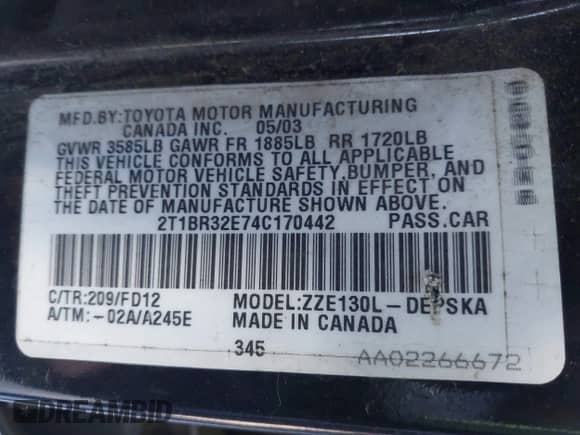 MFD.BY:TOYOTA MOTOR MANUFACTURING
CANADA INC. 05/03
GVWR 3585LB GAWR FR 1885LB RR 1720LB
THIS VEHICLE CONFORMS TO ALL APPLICABLE
FEDERAL MOTOR VEHICLE SAFETY,BUMPER, AND
THEFT PREVENTION STANDARDS IN EFFECT ON
THE DATE OF MANUFACTURE SHOWN ABOVE.
2T1BR32E74C170442 PASS.CAR
C/TR:209/FD12 MODEL:ZZE130L-DEPSKA
A/TM:-02A/A245E MADE IN CANADA
345 AA02266672
DREAMBID